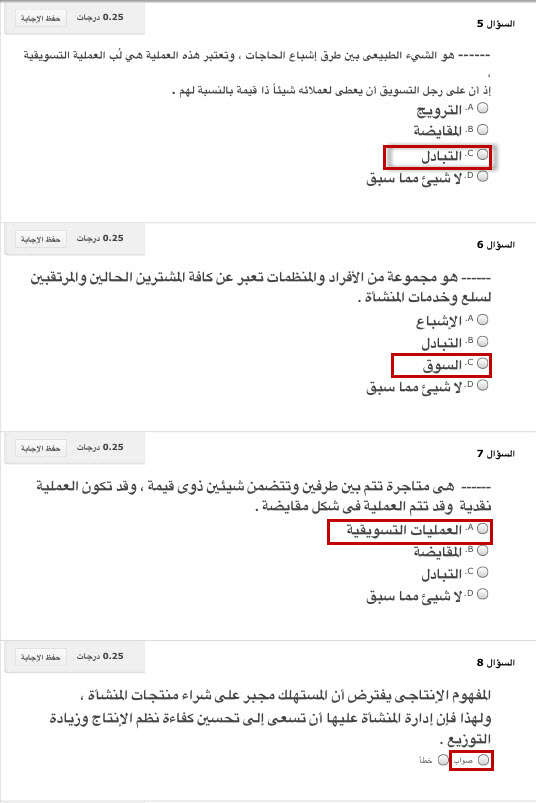 السؤال 5
0.25 درجات
حفظ الإجابة
------ هو الشيء الطبيعى بين طرق إشباع الحاجات ، وتعتبر هذه العملية هي لُب العملية التسويقية
،
إذ أن على رجل التسويق أن يعطى لعملائه شيئاً ذا قيمة بالنسبة لهم .
A. الترويج
B. المقايضة
C. التبادل
D. لا شيئ مما سبق
السؤال 6
0.25 درجات
حفظ الإجابة
------ هو مجموعة من الأفراد والمنظمات تعبر عن كافة المشترين الحالين والمرتقبين
لسلع وخدمات المنشأة .
A. الإشباع
B. التبادل
C. السوق
D. لا شيئ مما سبق
السؤال 7
0.25 درجات
حفظ الإجابة
------ هى متاجرة تتم بين طرفين وتتضمن شيئين ذوى قيمة ، وقد تكون العملية
نقدية وقد تتم العملية فى شكل مقايضة .
A. العمليات التسويقية
B. المقايضة
C. التبادل
D. لا شيئ مما سبق
السؤال 8
0.25 درجات
حفظ الإجابة
المفهوم الإنتاجى يفترض أن المستهلك مجبر على شراء منتجات المنشأة ،
ولهذا فإن إدارة المنشأة عليها أن تسعى إلى تحسين كفاءة نظم الإنتاج وزيادة
التوزيع .
صواب خطأ